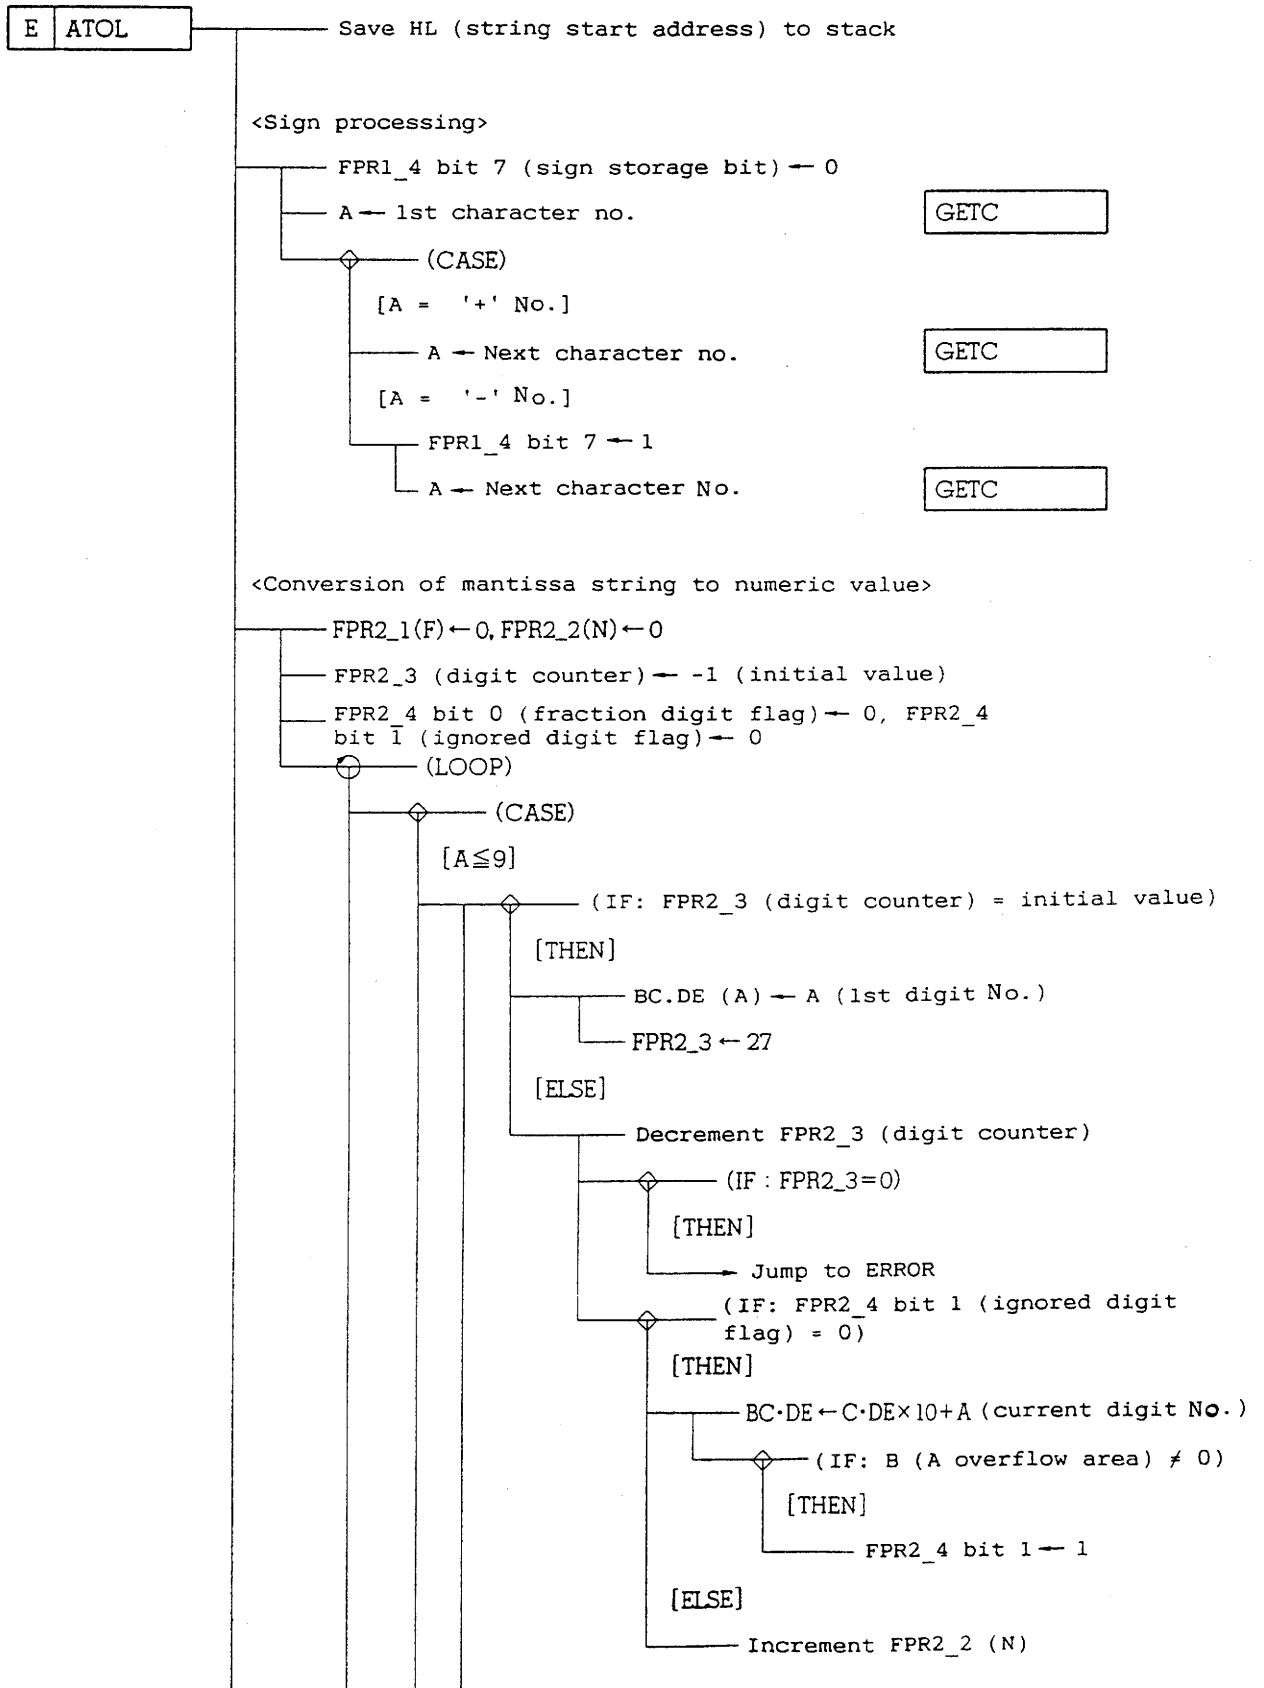 E ATOL Save HL (string start address) to stack
<Sign processing>
FPR1_4 bit 7 (sign storage bit) ← 0
A ← 1st character no. GETC
(CASE)
[A = '+' No.]
A ← Next character no. GETC
[A = '-' No.]
FPR1_4 bit 7 ← 1
A ← Next character No. GETC
<Conversion of mantissa string to numeric value>
FPR2_1(F) ← 0, FPR2_2(N) ← 0
FPR2_3 (digit counter) ← -1 (initial value)
FPR2_4 bit 0 (fraction digit flag) ← 0, FPR2_4
bit 1 (ignored digit flag) ← 0
(LOOP)
(CASE)
[A≦9]
(IF: FPR2_3 (digit counter) = initial value)
[THEN]
BC.DE (A) ← A (1st digit No.)
FPR2_3 ← 27
[ELSE]
Decrement FPR2_3 (digit counter)
(IF : FPR2_3=0)
[THEN]
Jump to ERROR
(IF: FPR2_4 bit 1 (ignored digit
flag) = 0)
[THEN]
BC·DE ← C·DE×10+A (current digit No.)
(IF: B (A overflow area) ≠ 0)
[THEN]
FPR2_4 bit 1 ← 1
[ELSE]
Increment FPR2_2 (N)